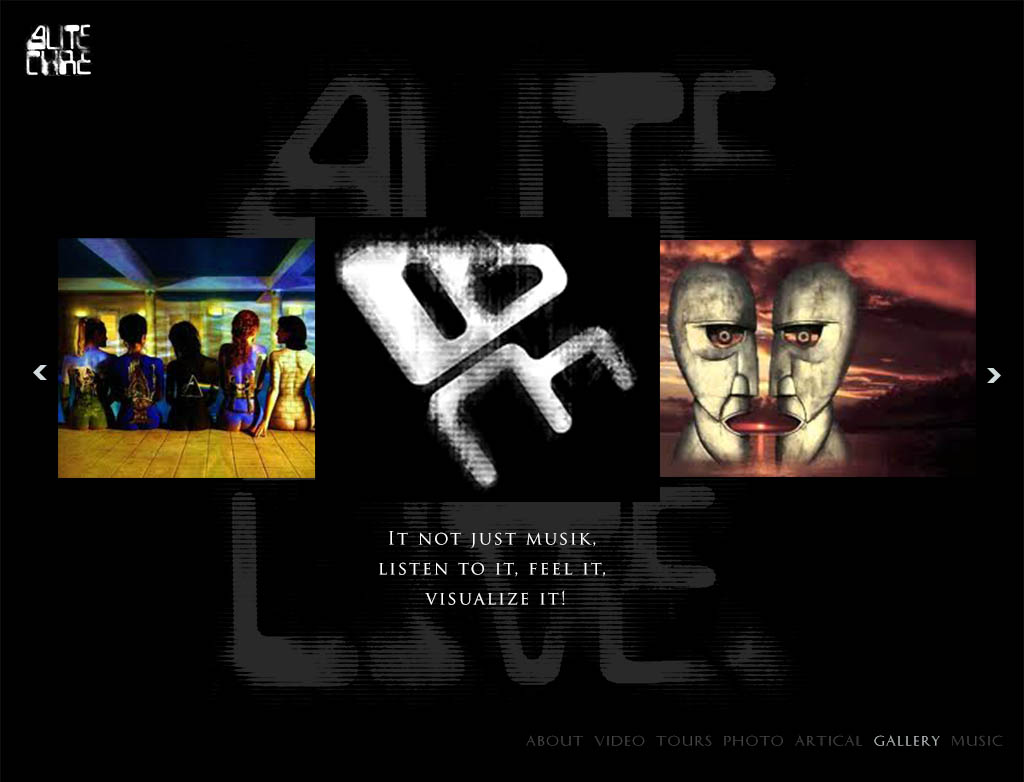 It not just musik,
listen to it, feel it,
visualize it!
ABOUT VIDEO TOURS PHOTO ARTICAL GALLERY MUSIC